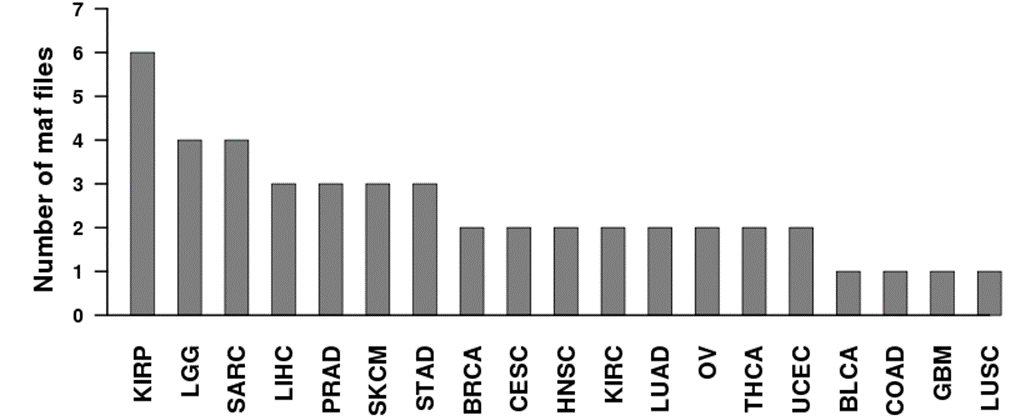 Number of maf files
7
6
5
4
3
2
1
0
KIRP
LGG
SARC
LIHC
PRAD
SKCM
STAD
BRCA
CESC
HNSC
KIRC
LUAD
OV
THCA
UCEC
BLCA
COAD
GBM
LUSC